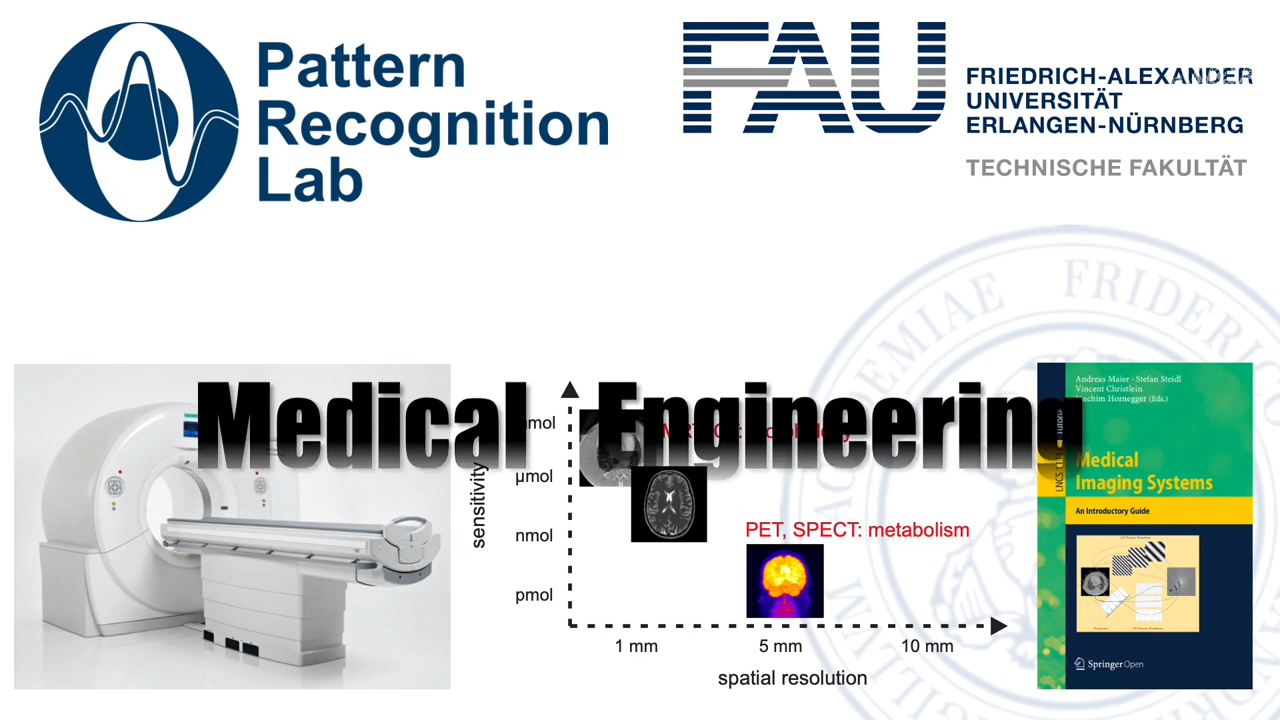 Pattern
Recognition
Lab
FAU
FRIEDRICH-ALEXANDER
UNIVERSITÄT
ERLANGEN-NÜRNBERG
TECHNISCHE FAKULTÄT
FRIDERIC
Medical Engineering
sensitivity
µmol
nmol
pmol
PET, SPECT: metabolism
1 mm
5 mm
10 mm
spatial resolution
Andreas Maier · Stefan Steidl
Vincent Christlein
Joachim Hornegger (Eds.)
Medical
Imaging Systems
An Introductory Guide
Springer Open